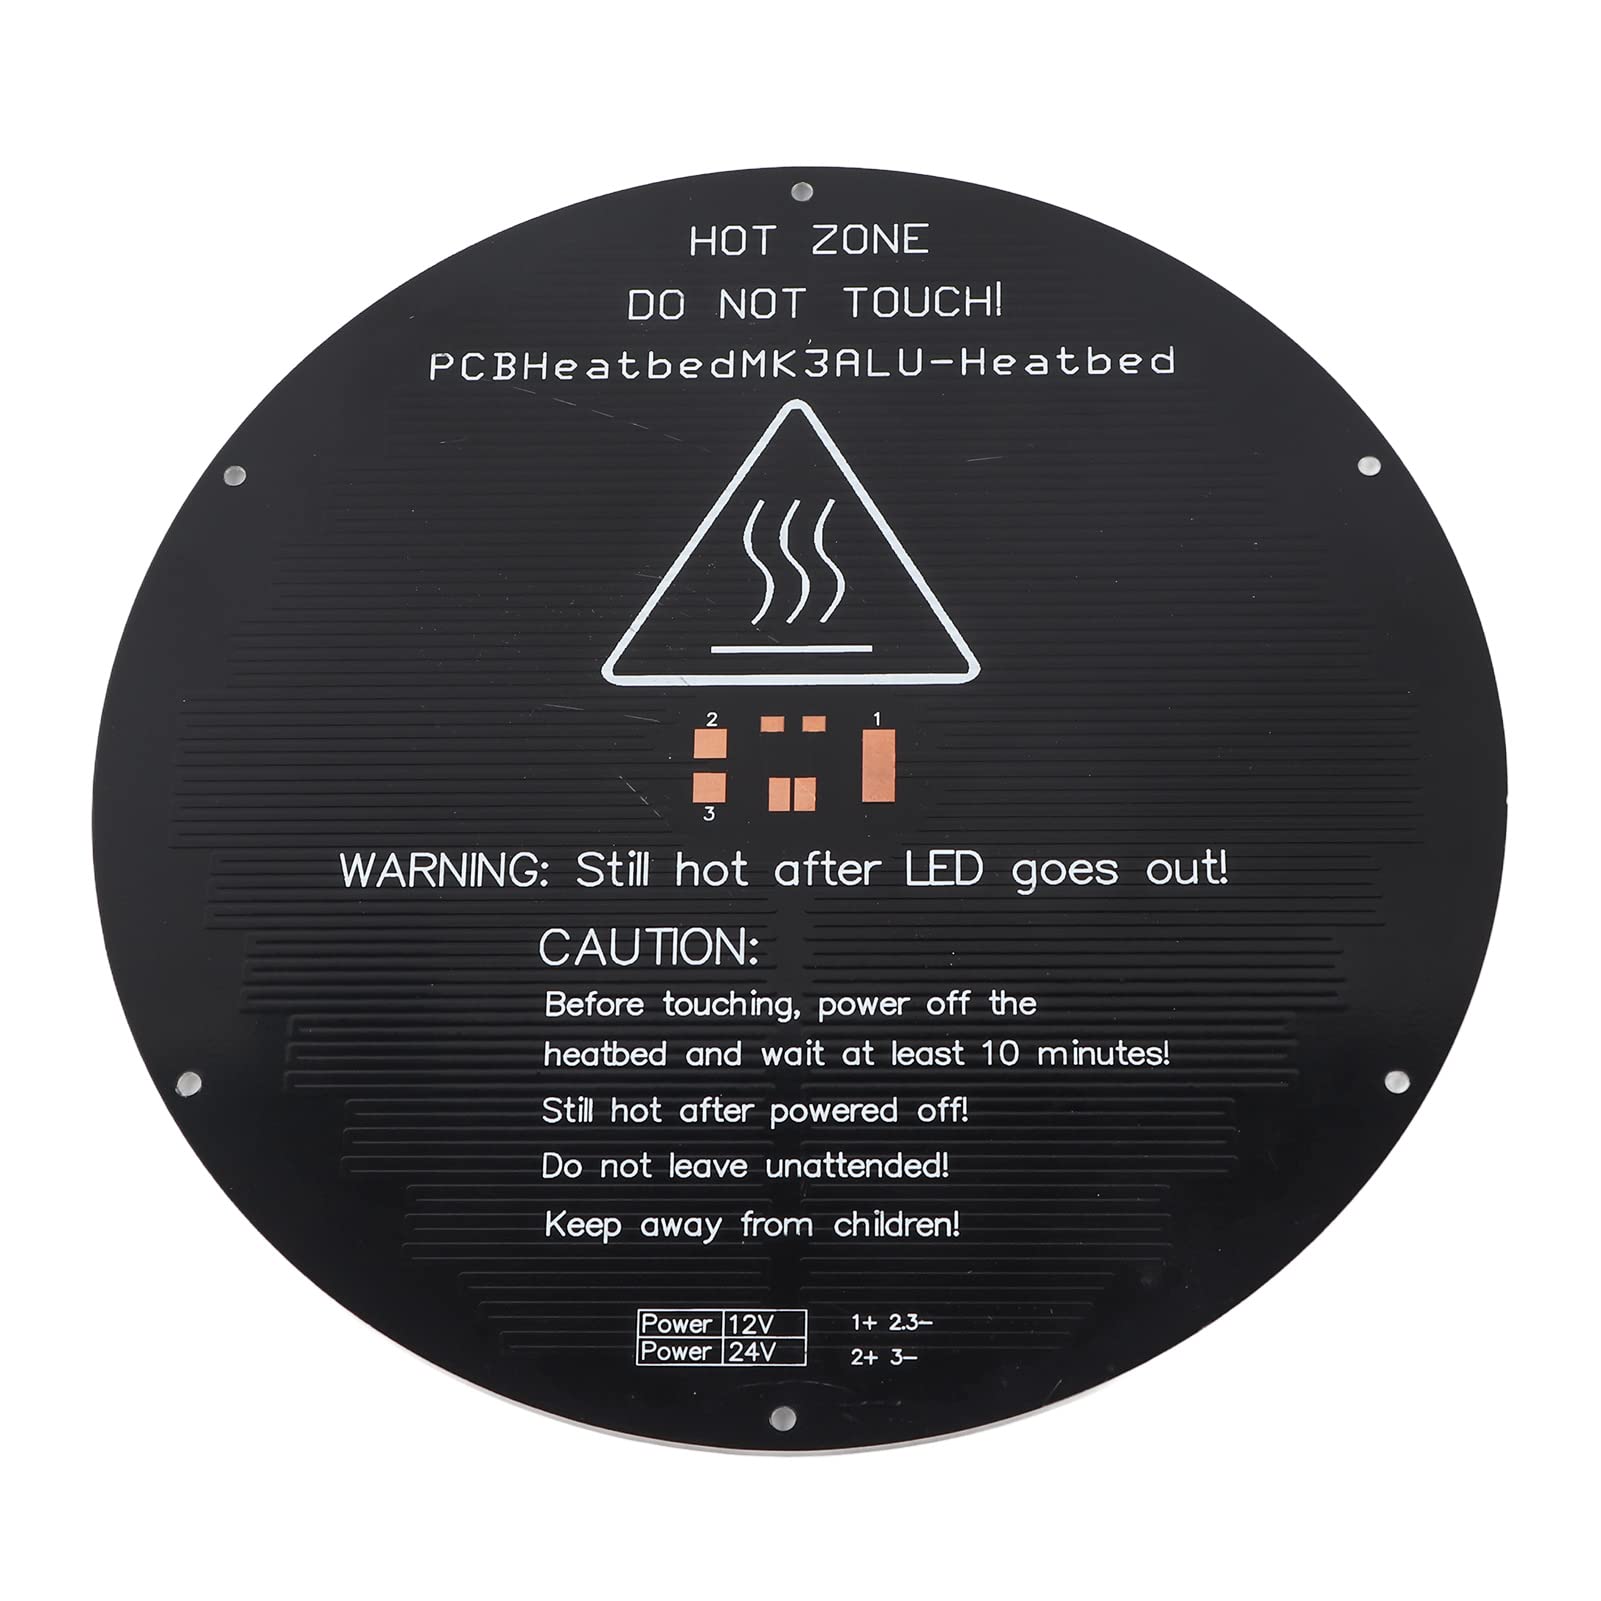 HOT ZONE
DO NOT TOUCH!
PCBHeatbedMK3ALU-Heatbed
2 1
3
WARNING: Still hot after LED goes out!
CAUTION:
Before touching, power off the
heatbed and wait at least 10 minutes!
Still hot after powered off!
Do not leave unattended!
Keep away from children!
Power 12V 1+ 2.3-
Power 24V 2+ 3-